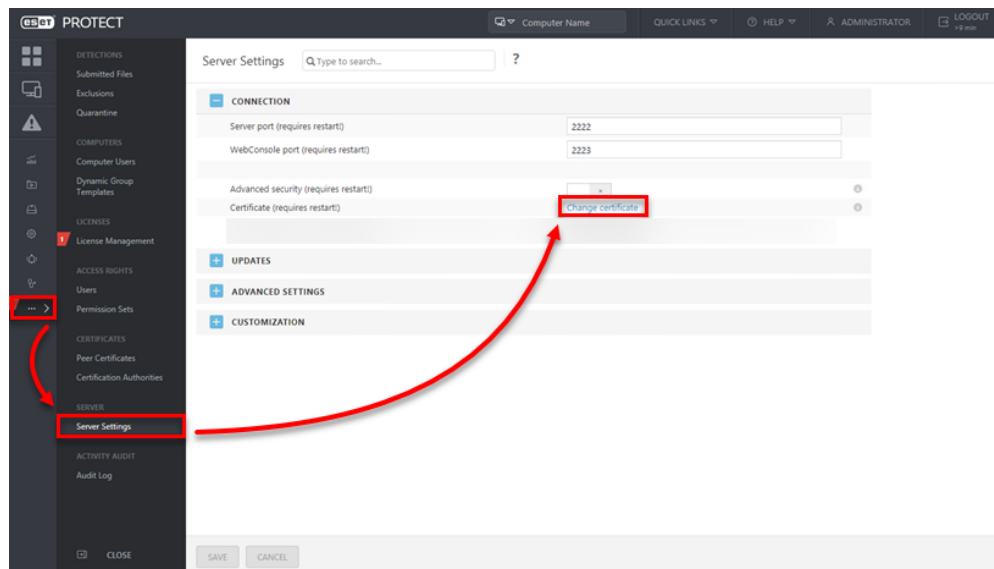 eset PROTECT
Computer Name
QUICK LINKS
HELP
ADMINISTRATOR
LOGOUT
>9 min
DETECTIONS
Submitted Files
Exclusions
Quarantine
COMPUTERS
Computer Users
Dynamic Group
Templates
LICENSES
1
License Management
ACCESS RIGHTS
Users
Permission Sets
CERTIFICATES
Peer Certificates
Certification Authorities
SERVER
Server Settings
ACTIVITY AUDIT
Audit Log
CLOSE
Server Settings
Type to search...
?
CONNECTION
Server port (requires restart!)
2222
WebConsole port (requires restart!)
2223
Advanced security (requires restart!)
Certificate (requires restart!)
Change certificate
UPDATES
ADVANCED SETTINGS
CUSTOMIZATION
SAVE
CANCEL